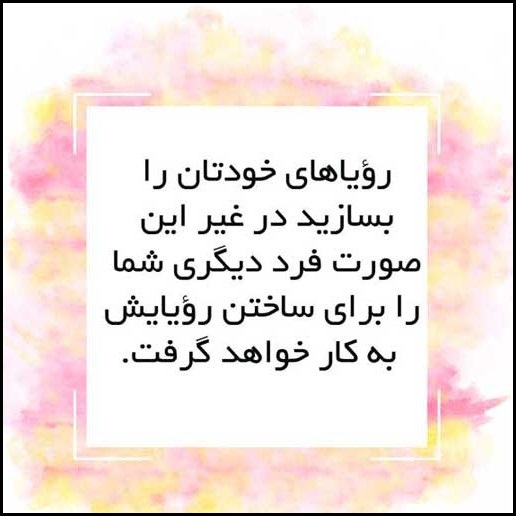 رؤیاهای خودتان را
بسازید در غیر این
صورت فرد دیگری شما
را برای ساختن رؤیایش
به کار خواهد گرفت.